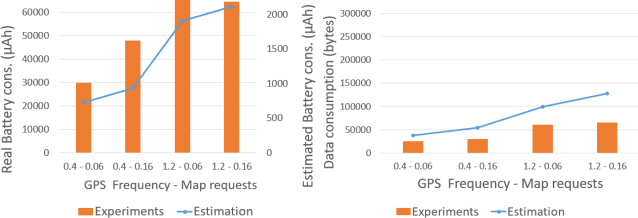 Real Battery cons. (µAh)
60000
50000
40000
30000
20000
10000
0
2000
1500
1000
500
0
Estimated Battery cons. (µAh)
0.4 - 0.06 0.4 - 0.16 1.2 - 0.06 1.2 - 0.16
GPS Frequency - Map requests
Experiments Estimation
Data consumption (bytes)
300000
250000
200000
150000
100000
50000
0
0.4 - 0.06 0.4 - 0.16 1.2 - 0.06 1.2 - 0.16
GPS Frequency - Map requests
Experiments Estimation